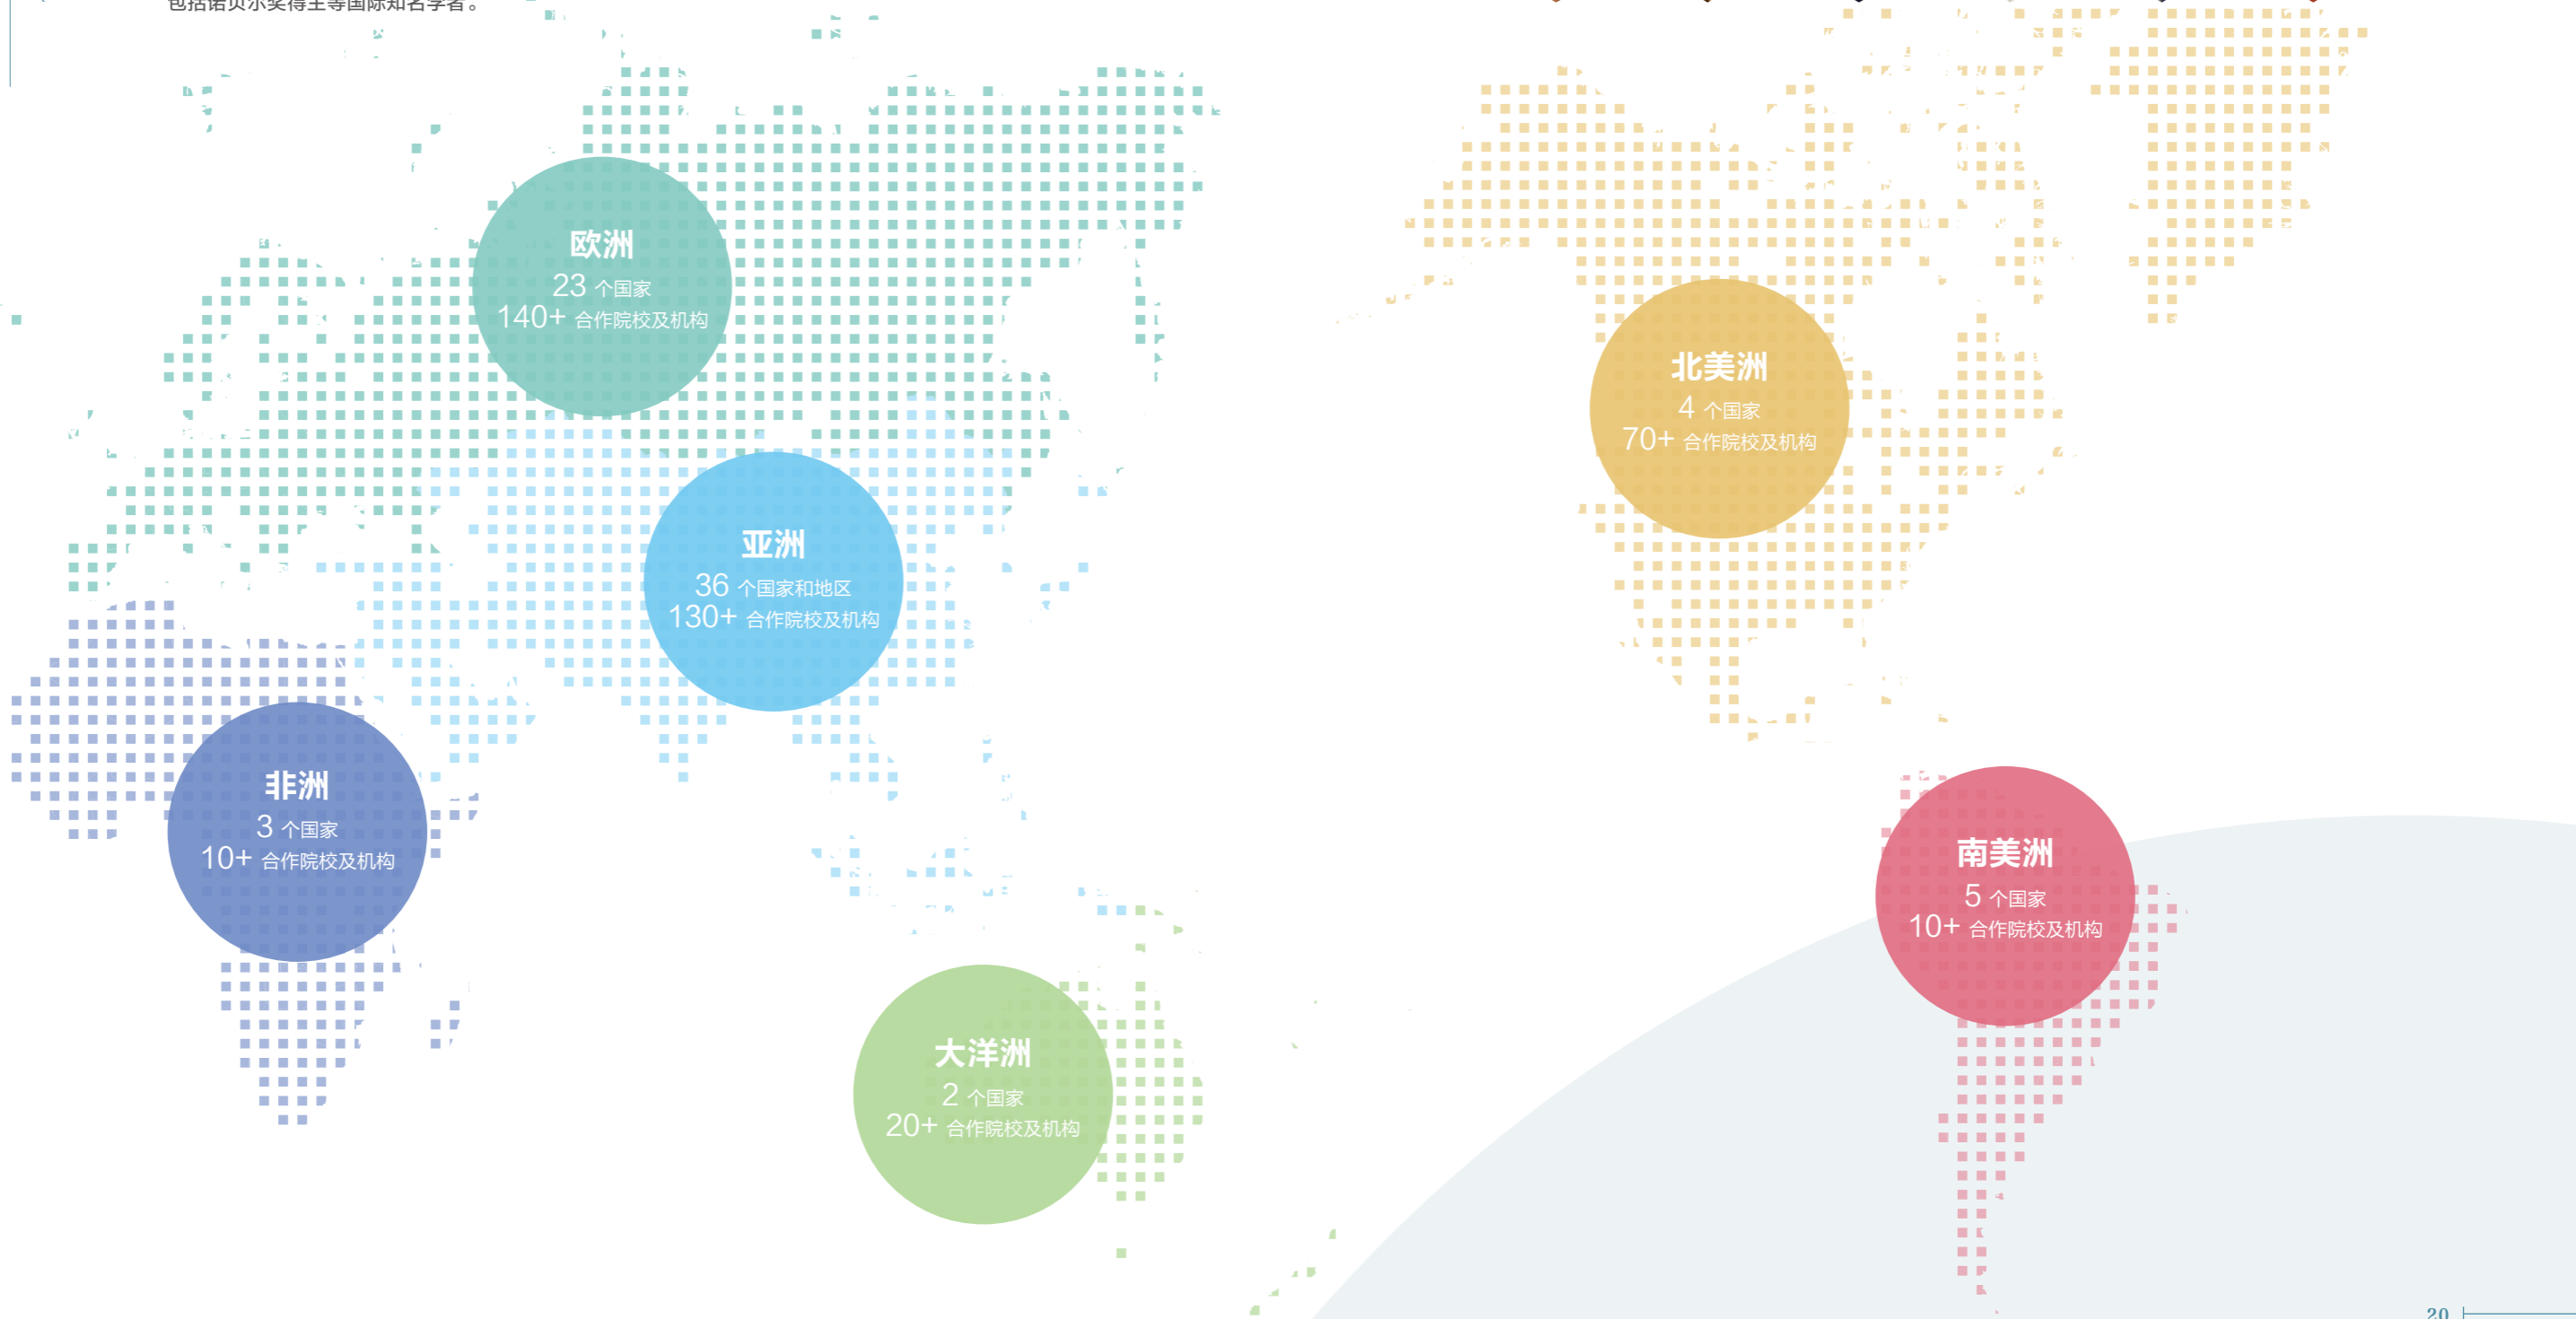 包括诺贝尔奖得主等国际知名学者。
欧洲
23 个国家
140+ 合作院校及机构
北美洲
4 个国家
70+ 合作院校及机构
亚洲
36 个国家和地区
130+ 合作院校及机构
非洲
3 个国家
10+ 合作院校及机构
南美洲
5 个国家
10+ 合作院校及机构
大洋洲
2 个国家
20+ 合作院校及机构
20